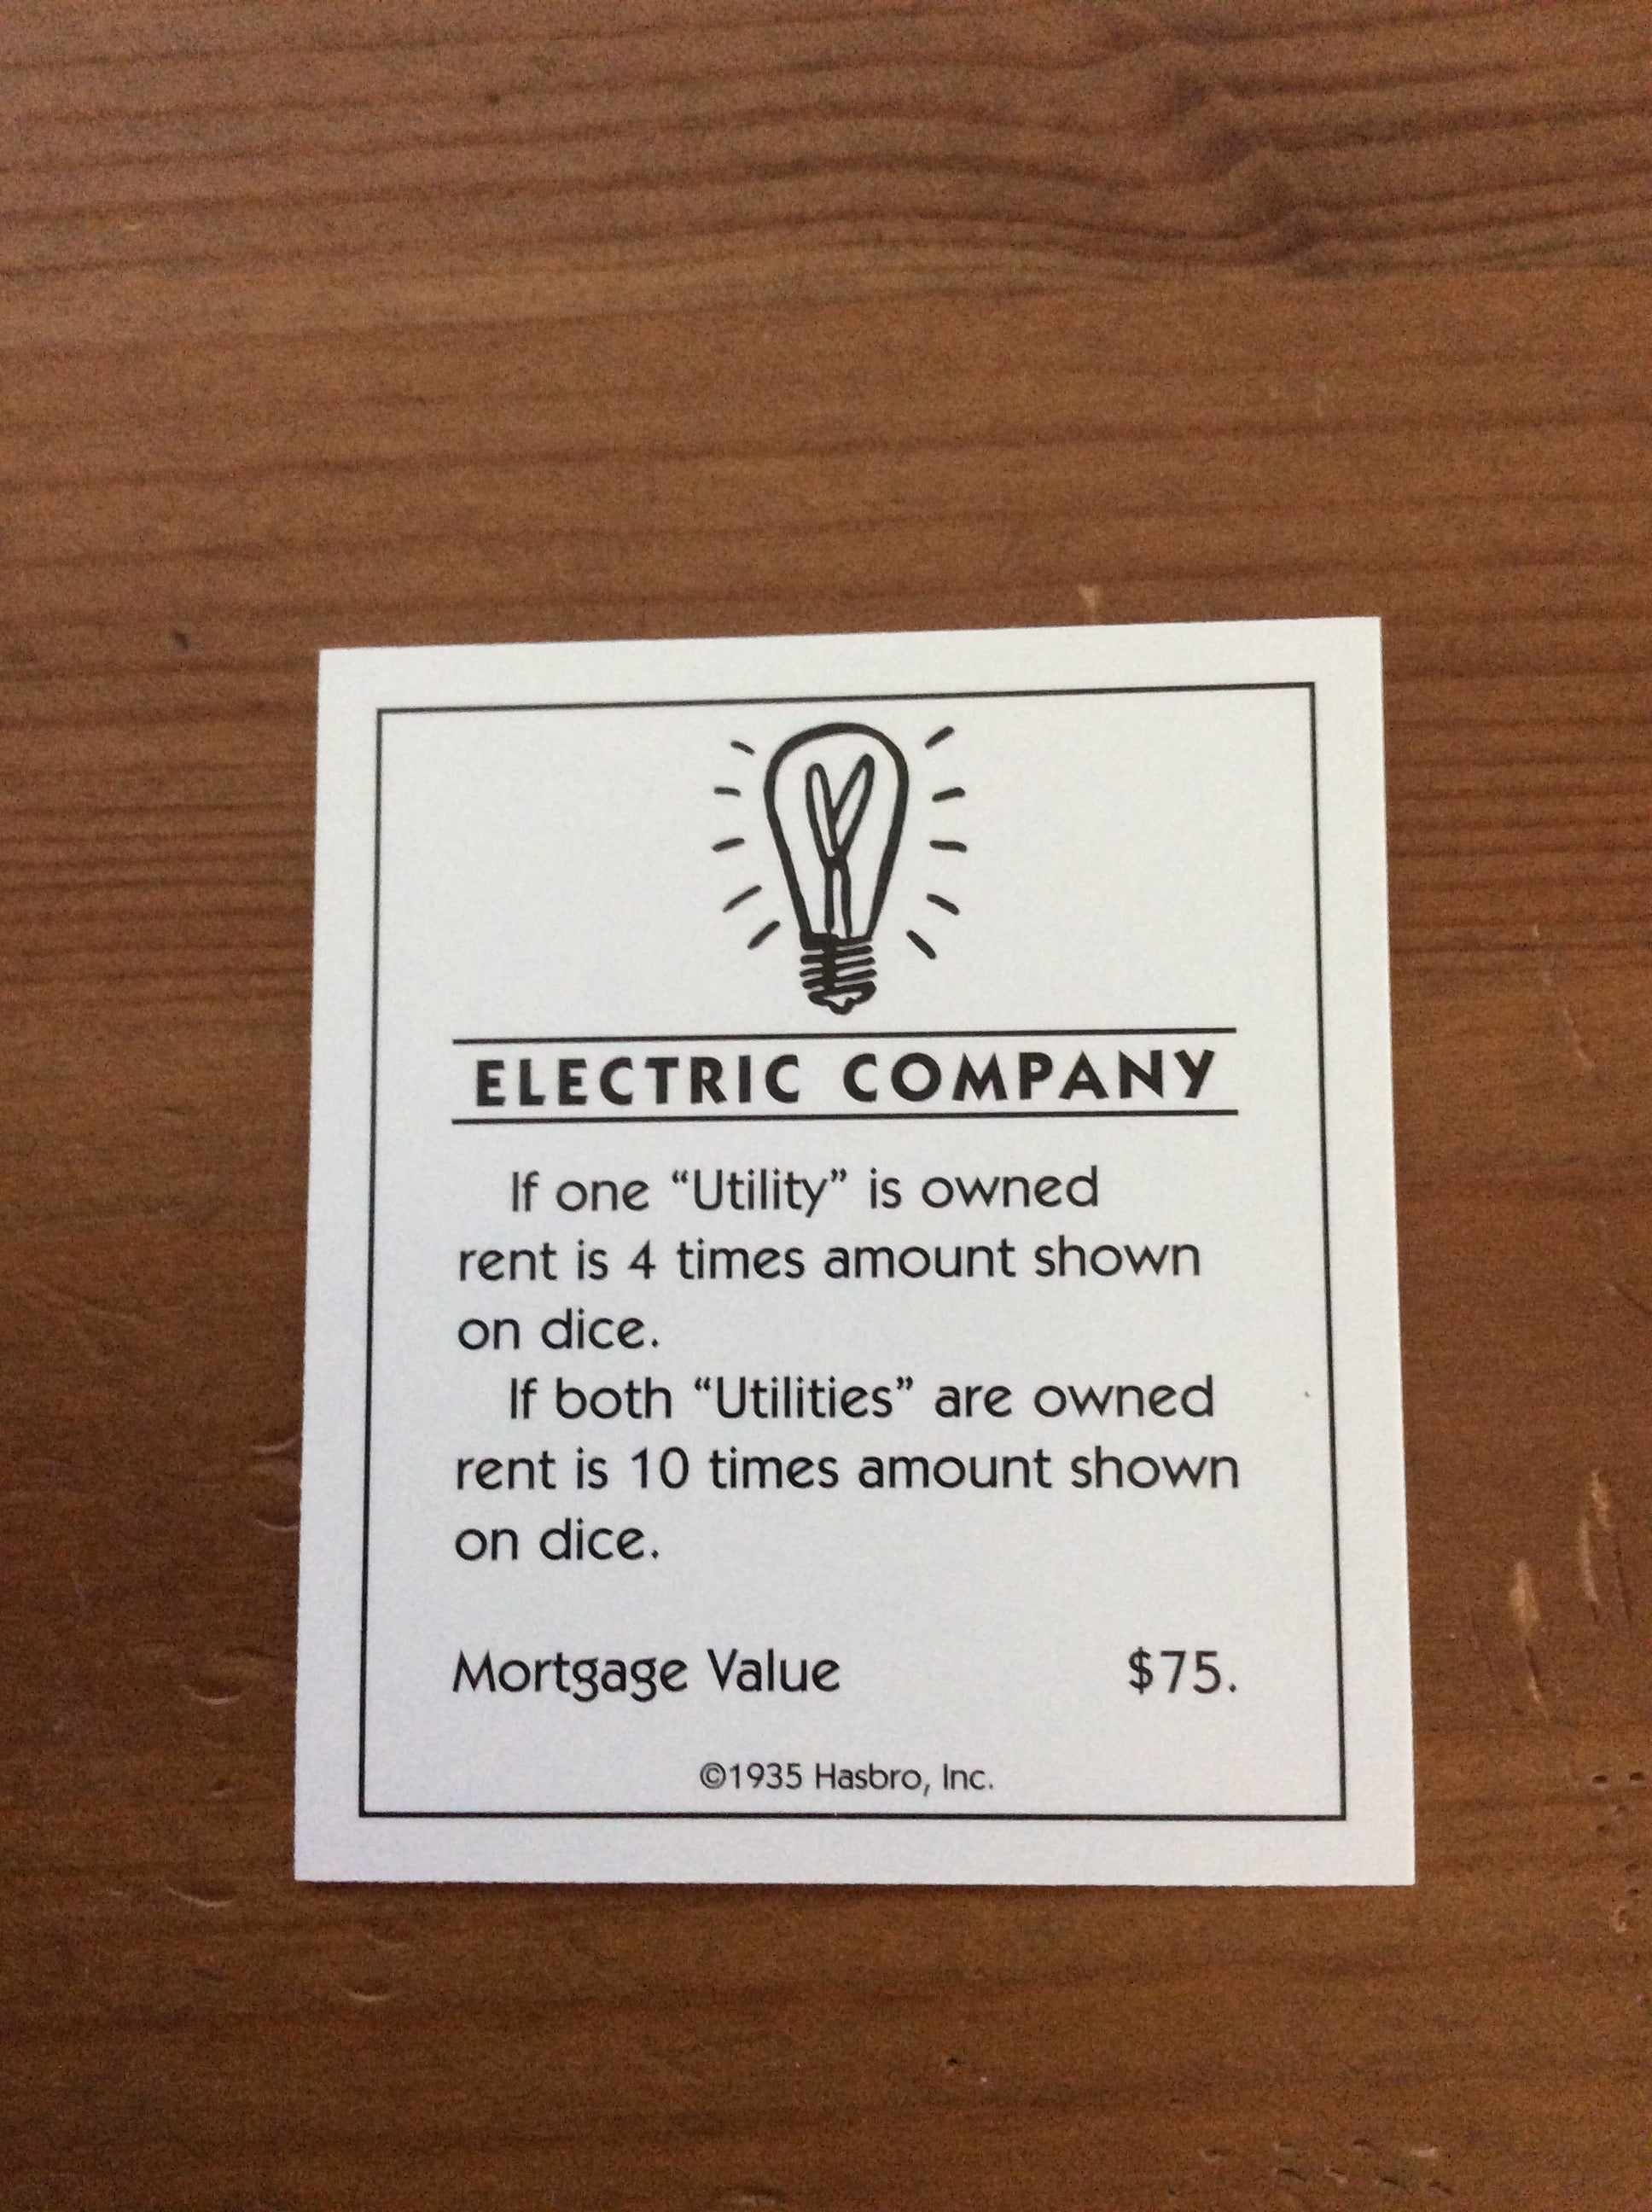 ELECTRIC COMPANY
If one “Utility” is owned
rent is 4 times amount shown
on dice.
If both “Utilities” are owned
rent is 10 times amount shown
on dice.
Mortgage Value $75.
©1935 Hasbro, Inc.